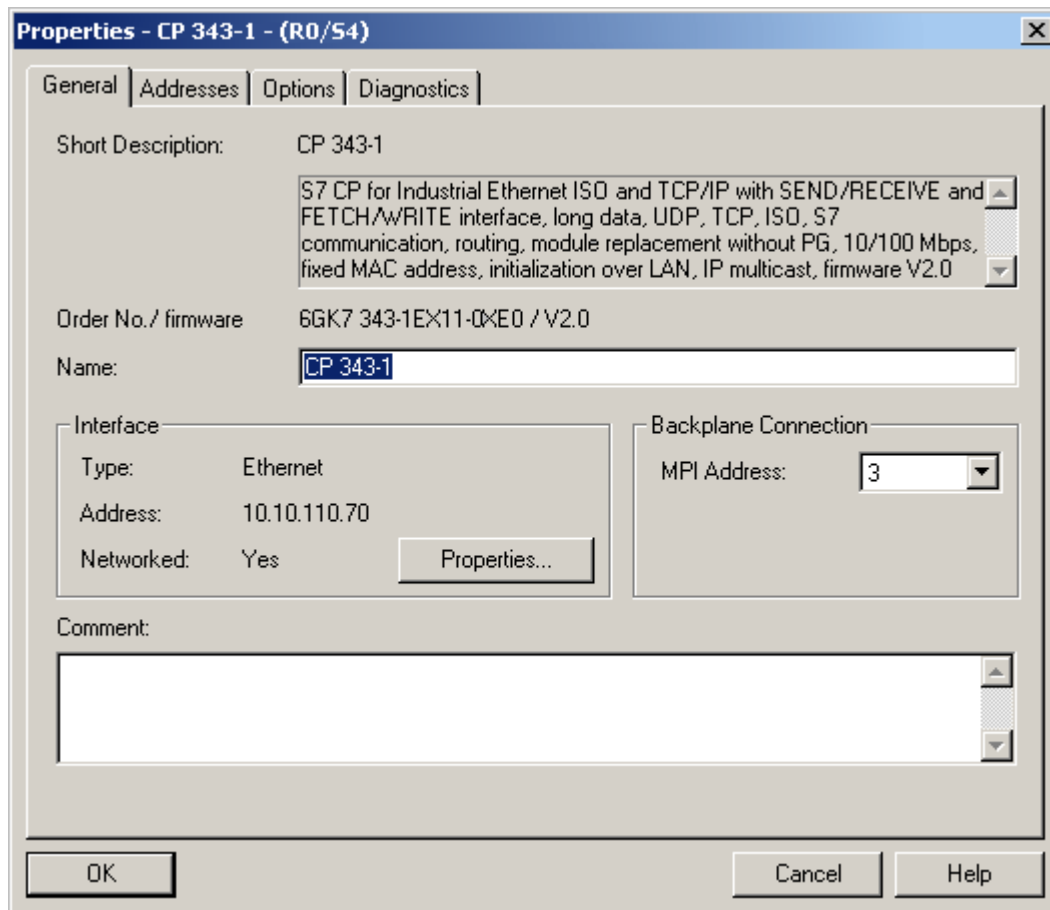 Properties - CP 343-1 - (R0/S4)
General Addresses Options Diagnostics
Short Description: CP 343-1
S7 CP for Industrial Ethernet ISO and TCP/IP with SEND/RECEIVE and
FETCH/WRITE interface, long data, UDP, TCP, ISO, S7
communication, routing, module replacement without PG, 10/100 Mbps,
fixed MAC address, initialization over LAN, IP multicast, firmware V2.0
Order No./ firmware 6GK7 343-1EX11-0XE0 / V2.0
Name: CP 343-1
Interface
Type: Ethernet
Address: 10.10.110.70
Networked: Yes Properties...
Backplane Connection
MPI Address: 3
Comment:
OK Cancel Help